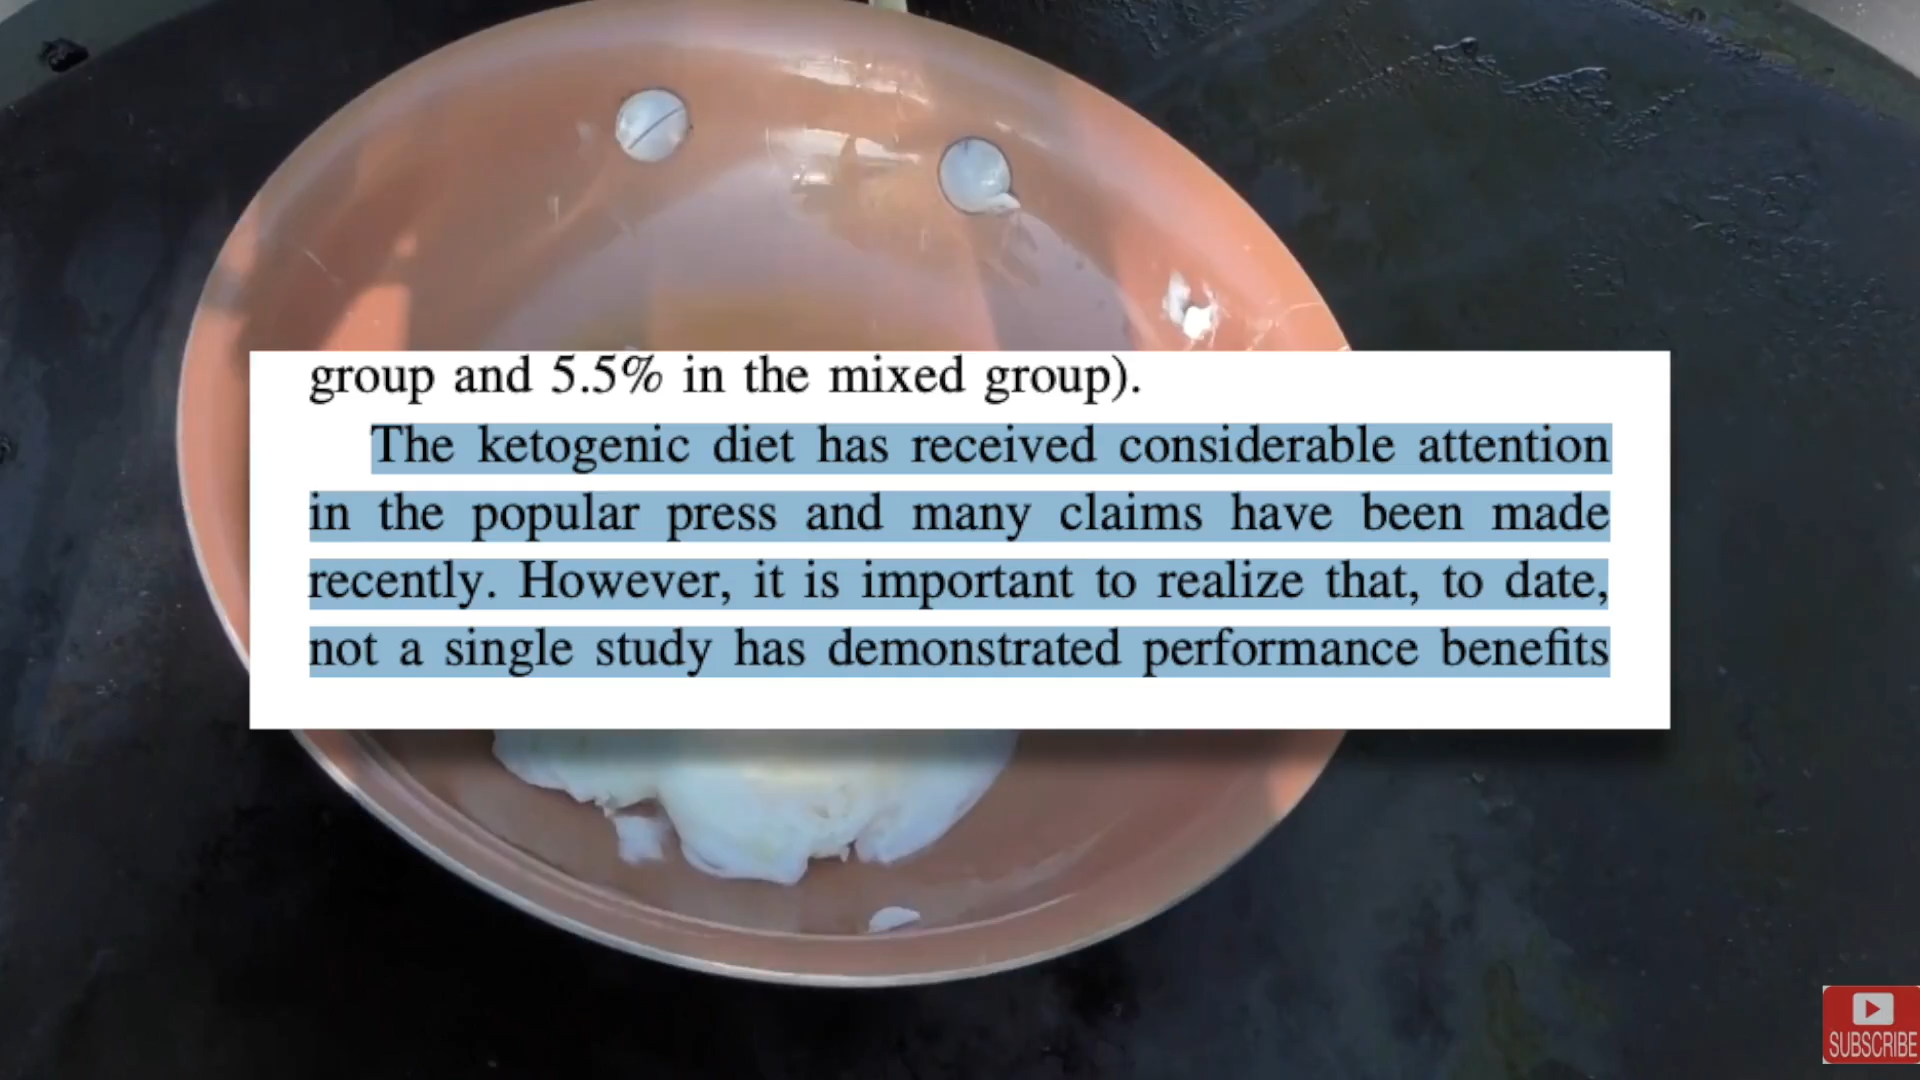 group and 5.5% in the mixed group).
The ketogenic diet has received considerable attention
in the popular press and many claims have been made
recently. However, it is important to realize that, to date,
not a single study has demonstrated performance benefits
SUBSCRIBE